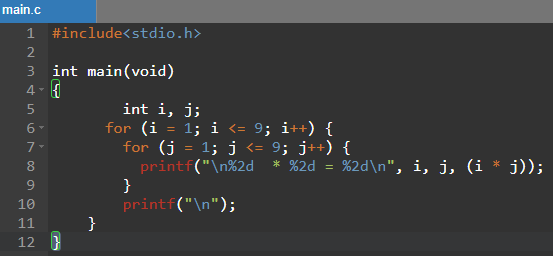 main.c
1 #include<stdio.h>
2
3 int main(void)
4 {
5 int i, j;
6 for (i = 1; i <= 9; i++) {
7 for (j = 1; j <= 9; j++) {
8 printf("\n%2d  * %2d = %2d\n", i, j, (i * j));
9 }
10 printf("\n");
11 }
12 }